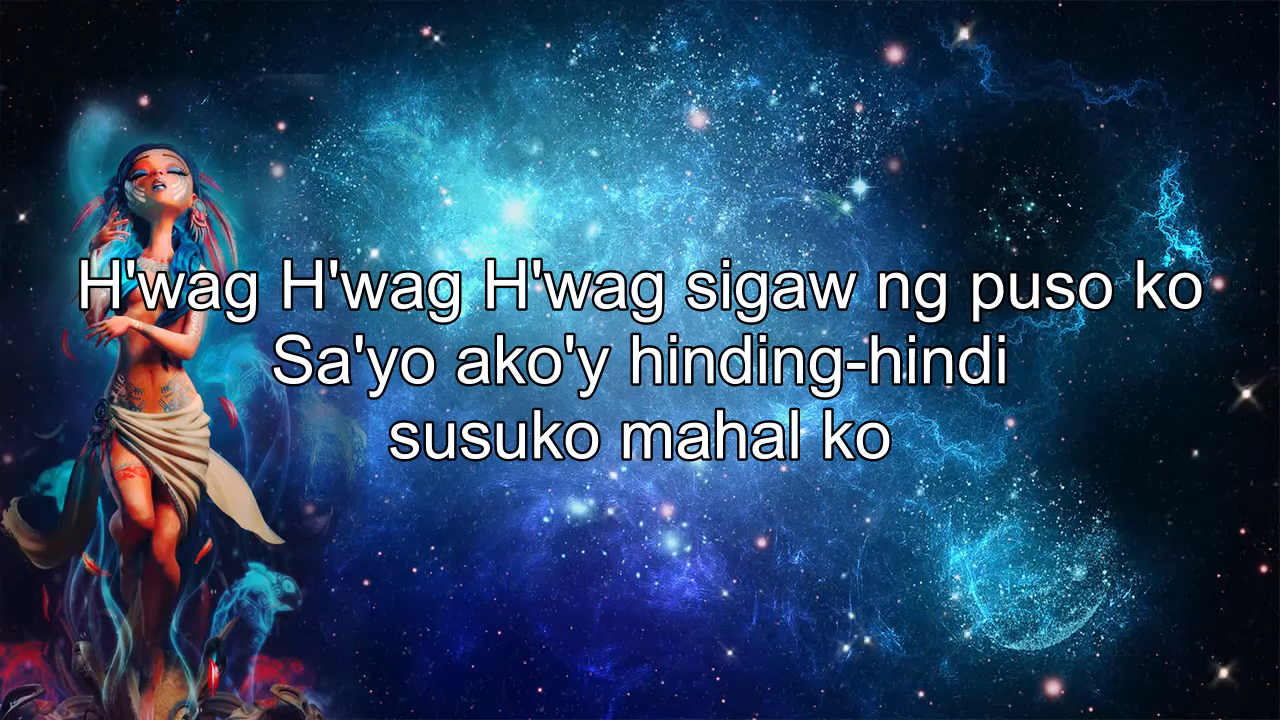 H'wag H'wag H'wag sigaw ng puso ko
Sa'yo ako'y hinding-hindi
susuko mahal ko